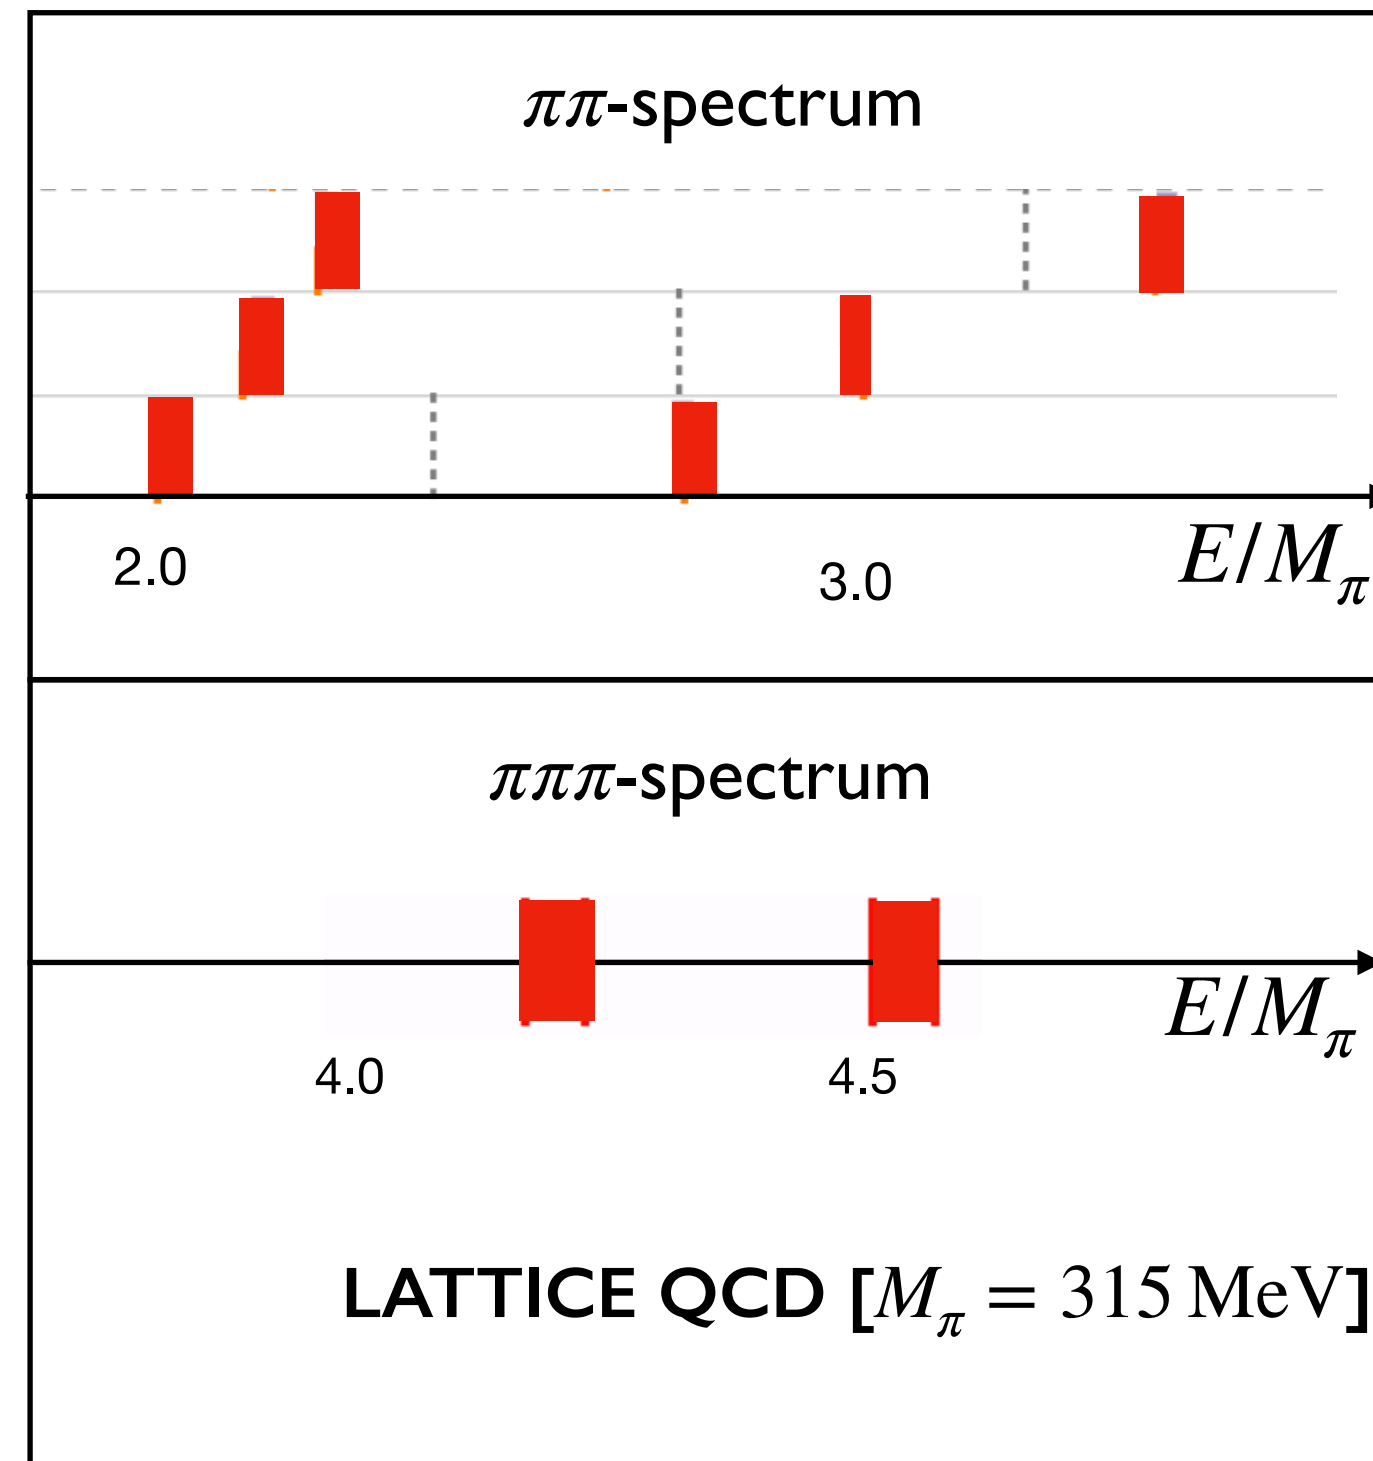 ππ-spectrum
2.0
3.0
E/M_π
πππ-spectrum
E/M_π
4.0
4.5
LATTICE QCD [M_π = 315 MeV]